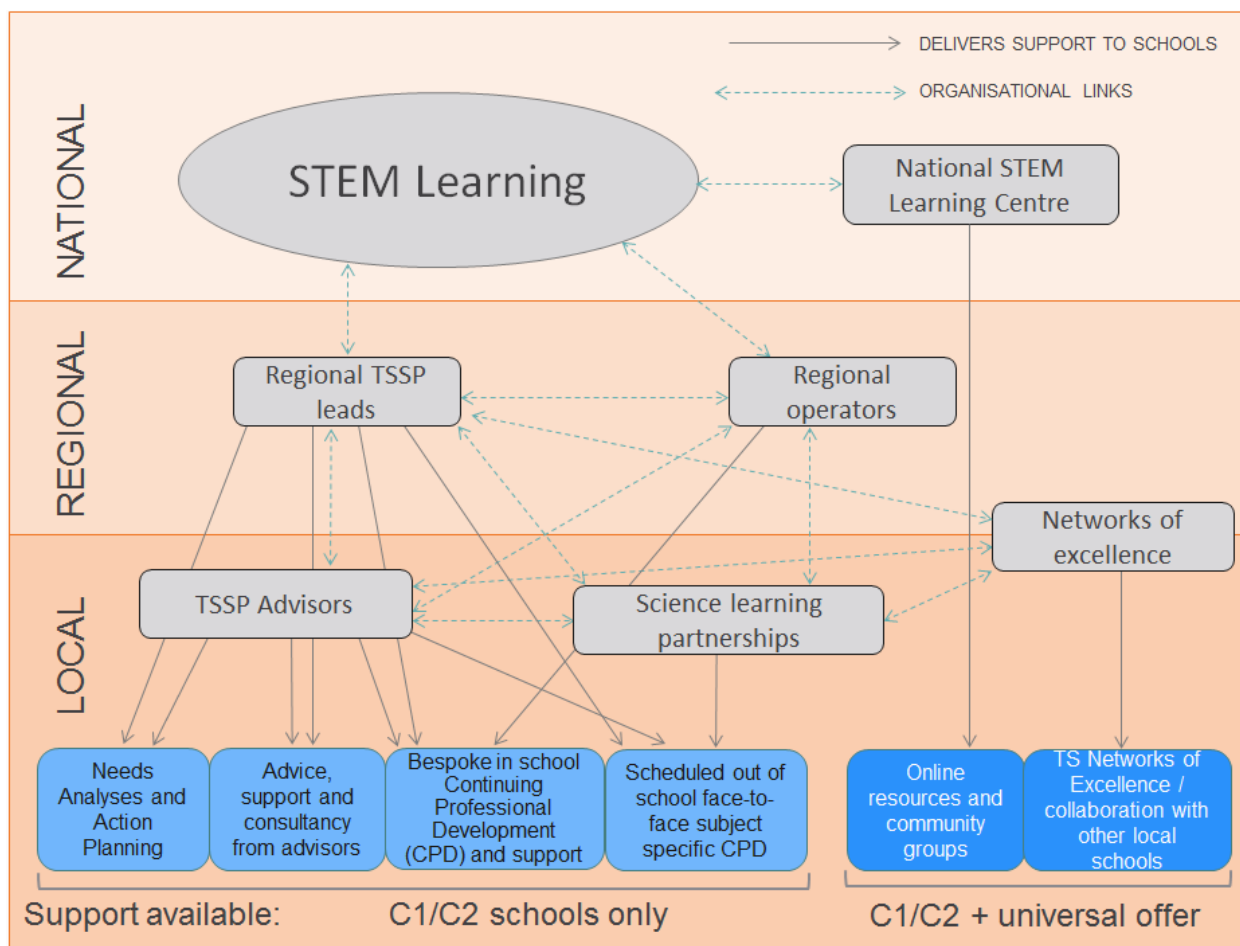 DELIVERS SUPPORT TO SCHOOLS
ORGANISATIONAL LINKS
NATIONAL
STEM Learning
National STEM
Learning Centre
REGIONAL
Regional TSSP
leads
Regional
operators
Networks of
excellence
LOCAL
TSSP Advisors
Science learning
partnerships
Needs
Analyses and
Action
Planning
Advice,
support and
consultancy
from advisors
Bespoke in school
Continuing
Professional
Development
(CPD) and support
Scheduled out of
school face-to-
face subject
specific CPD
Online
resources and
community
groups
TS Networks of
Excellence /
collaboration with
other local
schools
Support available:
C1/C2 schools only
C1/C2 + universal offer